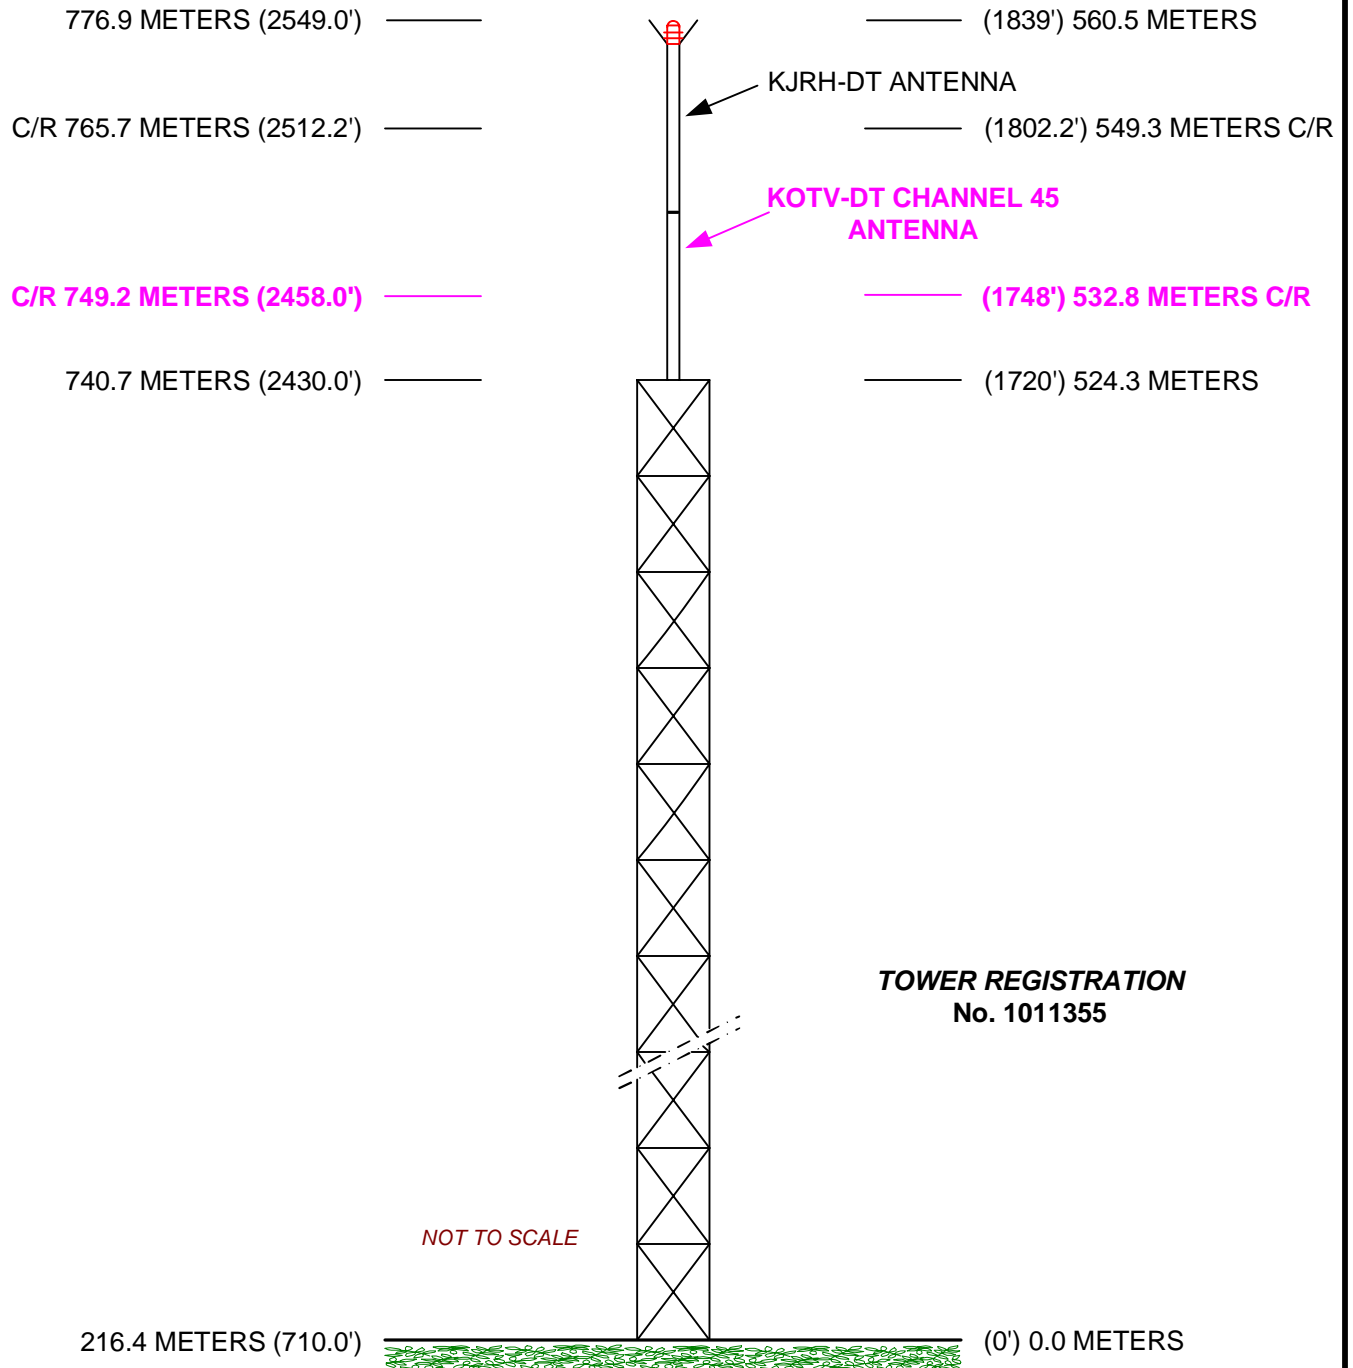 776.9 METERS (2549.0')
(1839') 560.5 METERS
KJRH-DT ANTENNA
C/R 765.7 METERS (2512.2')
(1802.2') 549.3 METERS C/R
KOTV-DT CHANNEL 45
ANTENNA
C/R 749.2 METERS (2458.0')
(1748') 532.8 METERS C/R
740.7 METERS (2430.0')
(1720') 524.3 METERS
TOWER REGISTRATION
No. 1011355
NOT TO SCALE
216.4 METERS (710.0')
(0') 0.0 METERS